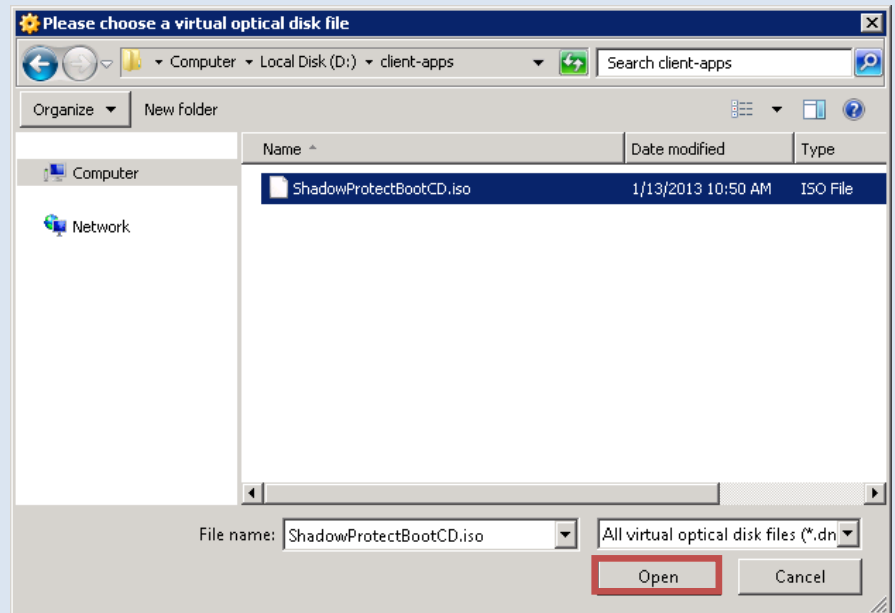 Please choose a virtual optical disk file
Computer Local Disk (D:) client-apps Search client-apps
Organize New folder
Name Date modified Type
Computer
ShadowProtectBootCD.iso 1/13/2013 10:50 AM ISO File
Network
File name: ShadowProtectBootCD.iso All virtual optical disk files (*.dn
Open Cancel